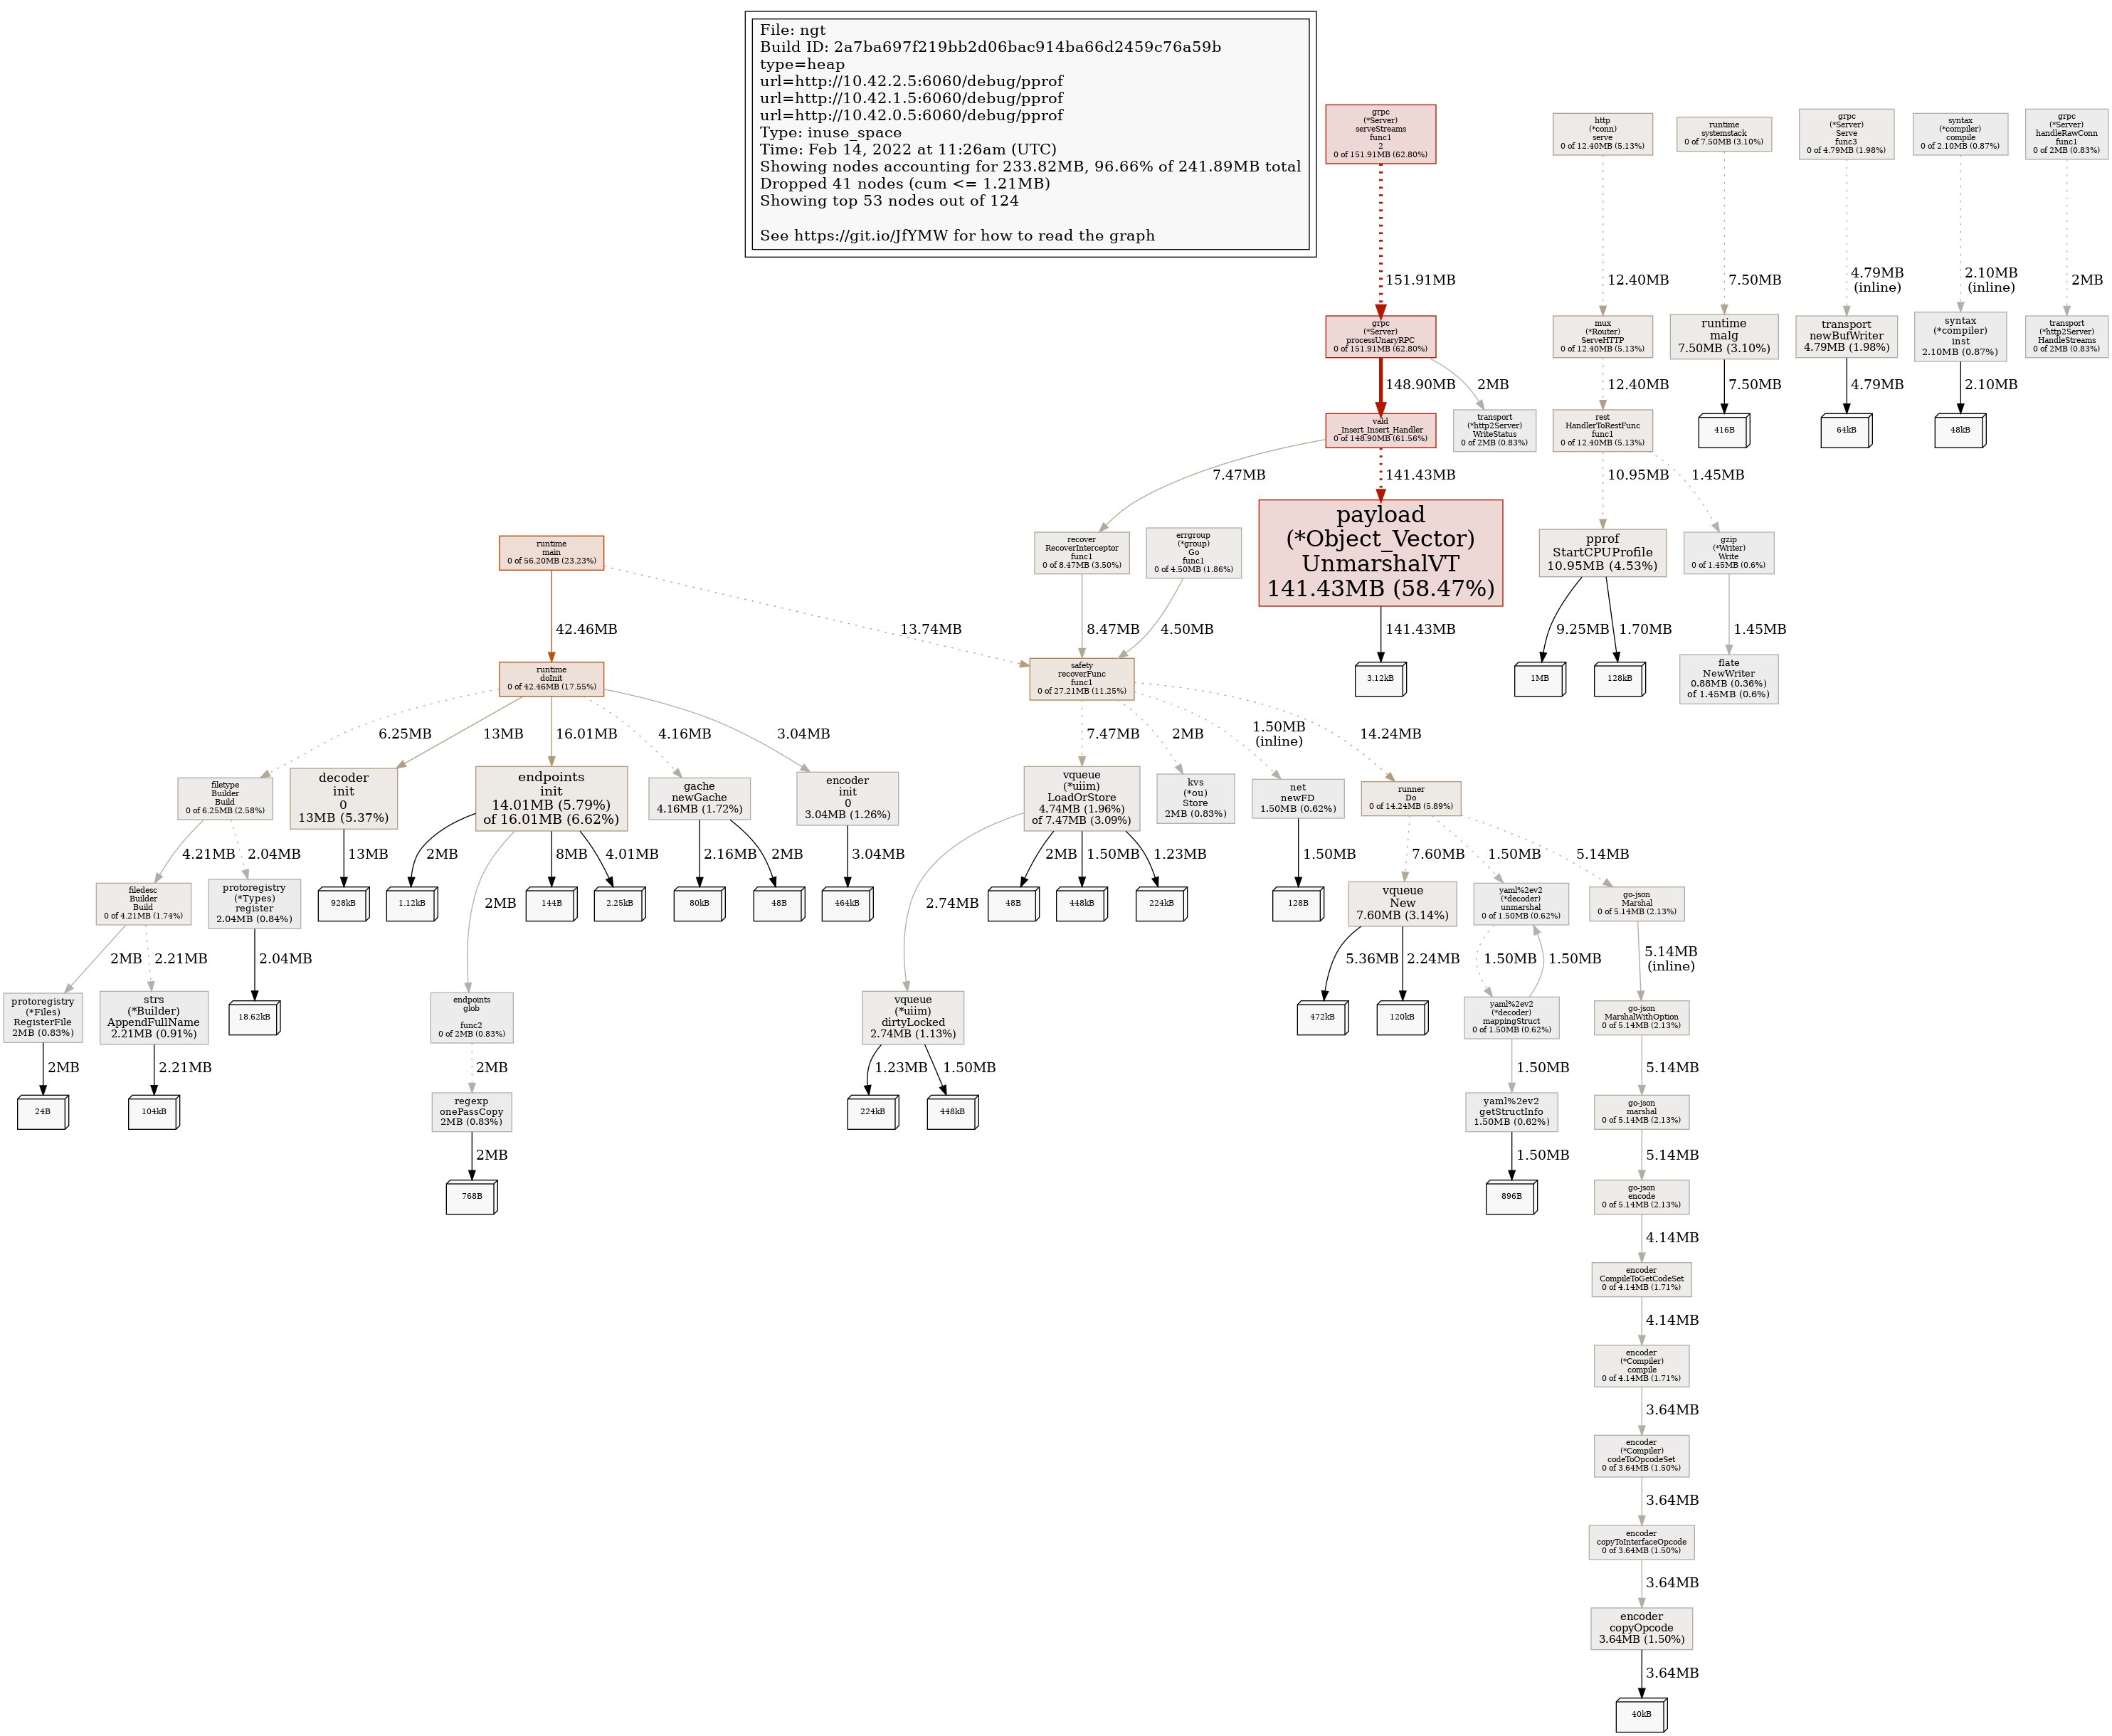 File: ngt
Build ID: 2a7ba697f219bb2d06bac914ba66d2459c76a59b
type=heap
url=http://10.42.2.5:6060/debug/pprof
url=http://10.42.1.5:6060/debug/pprof
url=http://10.42.0.5:6060/debug/pprof
Type: inuse_space
Time: Feb 14, 2022 at 11:26am (UTC)
Showing nodes accounting for 233.82MB, 96.66% of 241.89MB total
Dropped 41 nodes (cum <= 1.21MB)
Showing top 53 nodes out of 124
See https://git.io/JfYMW for how to read the graph
grpc
(*Server)
serveStreams
func1
2
0 of 151.91MB (62.80%)
http
(*conn)
serve
0 of 12.40MB (5.13%)
runtime
systemstack
0 of 7.50MB (3.10%)
grpc
(*Server)
Serve
func3
0 of 4.79MB (1.98%)
syntax
(*compiler)
compile
0 of 2.10MB (0.87%)
grpc
(*Server)
handleRawConn
func1
0 of 2MB (0.83%)
151.91MB
12.40MB
7.50MB
4.79MB
(inline)
2.10MB
(inline)
2MB
grpc
(*Server)
processUnaryRPC
0 of 151.91MB (62.80%)
mux
(*Router)
ServeHTTP
0 of 12.40MB (5.13%)
runtime
malg
7.50MB (3.10%)
transport
newBufWriter
4.79MB (1.98%)
syntax
(*compiler)
inst
2.10MB (0.87%)
transport
(*http2Server)
HandleStreams
0 of 2MB (0.83%)
148.90MB
2MB
12.40MB
7.50MB
4.79MB
2.10MB
vald
_Insert_Insert_Handler
0 of 148.90MB (61.56%)
transport
(*http2Server)
WriteStatus
0 of 2MB (0.83%)
rest
HandlerToRestFunc
func1
0 of 12.40MB (5.13%)
416B
64kB
48kB
7.47MB
141.43MB
10.95MB
1.45MB
runtime
main
0 of 56.20MB (23.23%)
recover
RecoverInterceptor
func1
0 of 8.47MB (3.50%)
errgroup
(*group)
Go
func1
0 of 4.50MB (1.86%)
payload
(*Object_Vector)
UnmarshalVT
141.43MB (58.47%)
pprof
StartCPUProfile
10.95MB (4.53%)
gzip
(*Writer)
Write
0 of 1.45MB (0.6%)
42.46MB
13.74MB
8.47MB
4.50MB
141.43MB
9.25MB
1.70MB
1.45MB
runtime
doInit
0 of 42.46MB (17.55%)
safety
recoverFunc
func1
0 of 27.21MB (11.25%)
3.12kB
1MB
128kB
flate
NewWriter
0.88MB (0.36%)
of 1.45MB (0.6%)
6.25MB
13MB
16.01MB
4.16MB
3.04MB
7.47MB
2MB
1.50MB
(inline)
14.24MB
filetype
Builder
Build
0 of 6.25MB (2.58%)
decoder
init
0
13MB (5.37%)
endpoints
init
14.01MB (5.79%)
of 16.01MB (6.62%)
gache
newGache
4.16MB (1.72%)
encoder
init
0
3.04MB (1.26%)
vqueue
(*uiim)
LoadOrStore
4.74MB (1.96%)
of 7.47MB (3.09%)
kvs
(*ou)
Store
2MB (0.83%)
net
newFD
1.50MB (0.62%)
runner
Do
0 of 14.24MB (5.89%)
4.21MB
2.04MB
13MB
2MB
2MB
8MB
4.01MB
2.16MB
2MB
3.04MB
2.74MB
2MB
1.50MB
1.23MB
1.50MB
7.60MB
1.50MB
5.14MB
filedesc
Builder
Build
0 of 4.21MB (1.74%)
protoregistry
(*Types)
register
2.04MB (0.84%)
928kB
1.12kB
144B
2.25kB
80kB
48B
464kB
48B
448kB
224kB
128B
vqueue
New
7.60MB (3.14%)
yaml%2ev2
(*decoder)
unmarshal
0 of 1.50MB (0.62%)
go-json
Marshal
0 of 5.14MB (2.13%)
2MB
2.21MB
2.04MB
5.36MB
2.24MB
1.50MB
1.50MB
5.14MB
(inline)
protoregistry
(*Files)
RegisterFile
2MB (0.83%)
strs
(*Builder)
AppendFullName
2.21MB (0.91%)
18.62kB
endpoints
glob
func2
0 of 2MB (0.83%)
vqueue
(*uiim)
dirtyLocked
2.74MB (1.13%)
472kB
120kB
yaml%2ev2
(*decoder)
mappingStruct
0 of 1.50MB (0.62%)
go-json
MarshalWithOption
0 of 5.14MB (2.13%)
2MB
2.21MB
2MB
1.23MB
1.50MB
1.50MB
5.14MB
24B
104kB
regexp
onePassCopy
2MB (0.83%)
224kB
448kB
yaml%2ev2
getStructInfo
1.50MB (0.62%)
go-json
marshal
0 of 5.14MB (2.13%)
2MB
1.50MB
5.14MB
768B
896B
go-json
encode
0 of 5.14MB (2.13%)
4.14MB
encoder
CompileToGetCodeSet
0 of 4.14MB (1.71%)
4.14MB
encoder
(*Compiler)
compile
0 of 4.14MB (1.71%)
3.64MB
encoder
(*Compiler)
codeToOpcodeSet
0 of 3.64MB (1.50%)
3.64MB
encoder
copyToInterfaceOpcode
0 of 3.64MB (1.50%)
3.64MB
encoder
copyOpcode
3.64MB (1.50%)
3.64MB
40kB